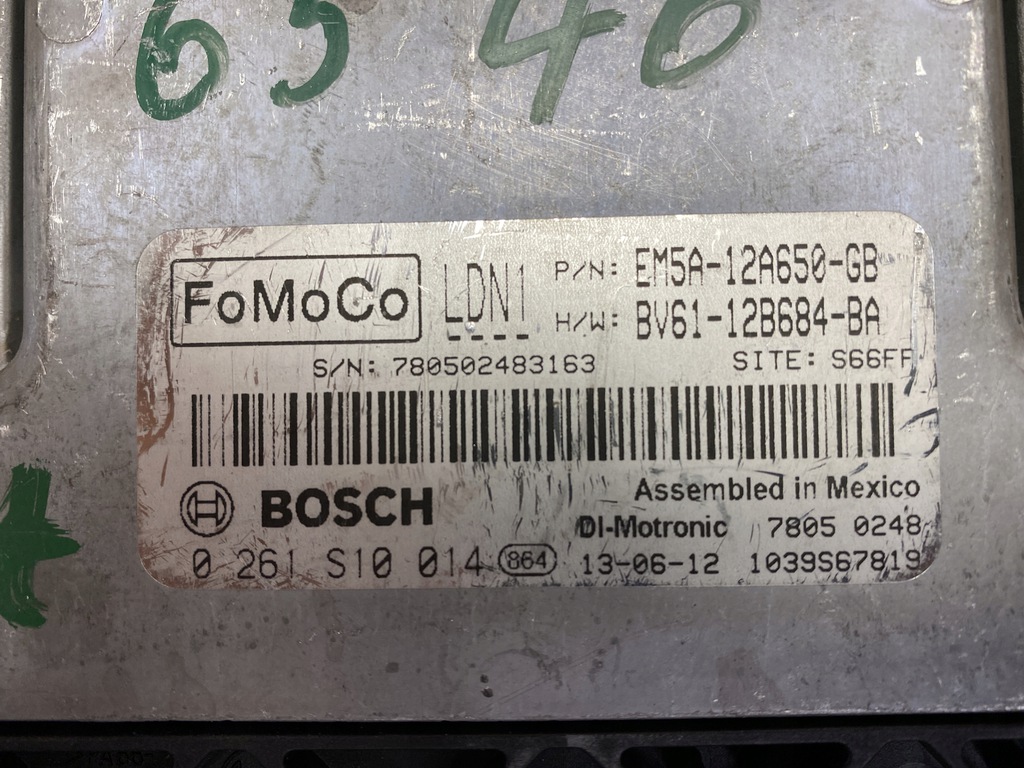 65 40
FoMoCo LDN1 P/N: EM5A-12A650-GB
H/W: BV61-12B684-BA
S/N: 780502483163 SITE: S66FF
BOSCH Assembled in Mexico
DI-Motronic 7805 0248
0 261 S10 014 864 13-06-12 1039S67819